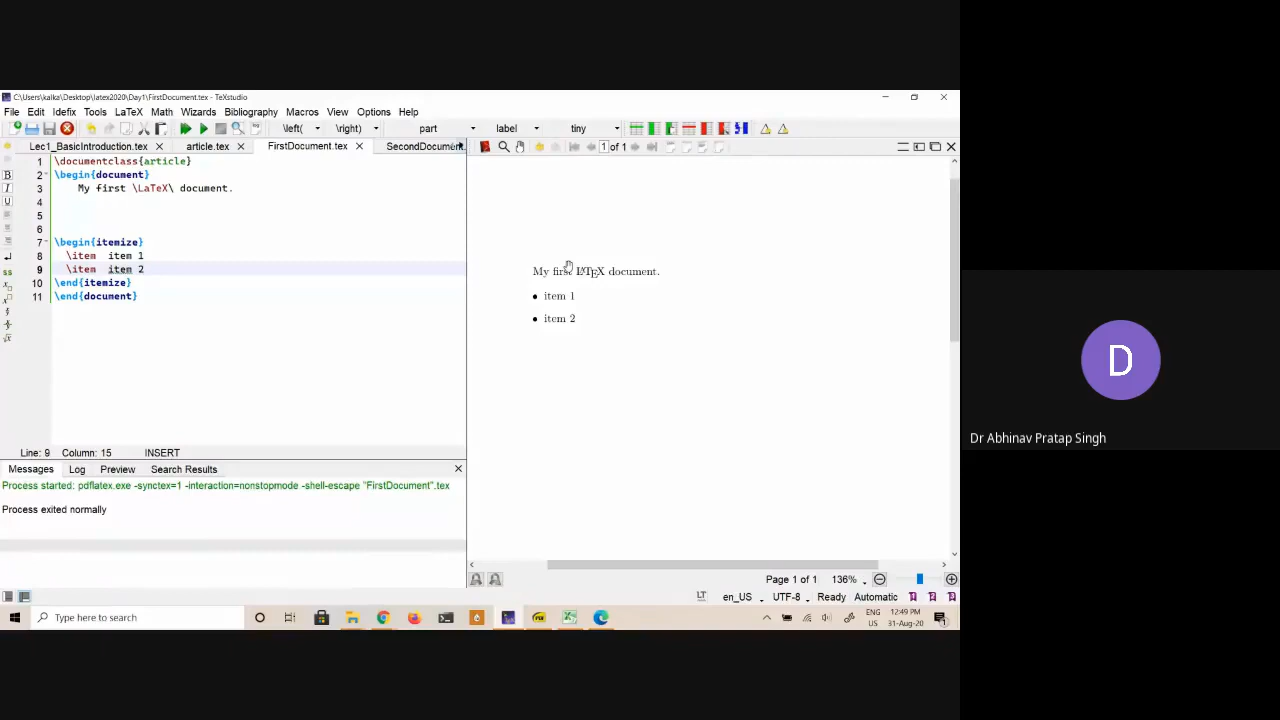 C:\Users\kalka\Desktop\latex2020\Day1\FirstDocument.tex - TeXstudio
File Edit Idefix Tools LaTeX Math Wizards Bibliography Macros View Options Help
\left( \right) part label tiny
Lec1_BasicIntroduction.tex article.tex FirstDocument.tex SecondDocument.
1 of 1
1 \documentclass{article}
2 \begin{document}
3 My first \LaTeX\ document.
4
5
6
7 \begin{itemize}
8 \item item 1
9 \item item 2
10 \end{itemize}
11 \end{document}
My first LATEX document.
• item 1
• item 2
D
Dr Abhinav Pratap Singh
Line: 9 Column: 15 INSERT
Messages Log Preview Search Results
Process started: pdflatex.exe -synctex=1 -interaction=nonstopmode -shell-escape "FirstDocument".tex
Process exited normally
Page 1 of 1 136%
LT en_US UTF-8 Ready Automatic
Type here to search
ENG
US
12:49 PM
31-Aug-20